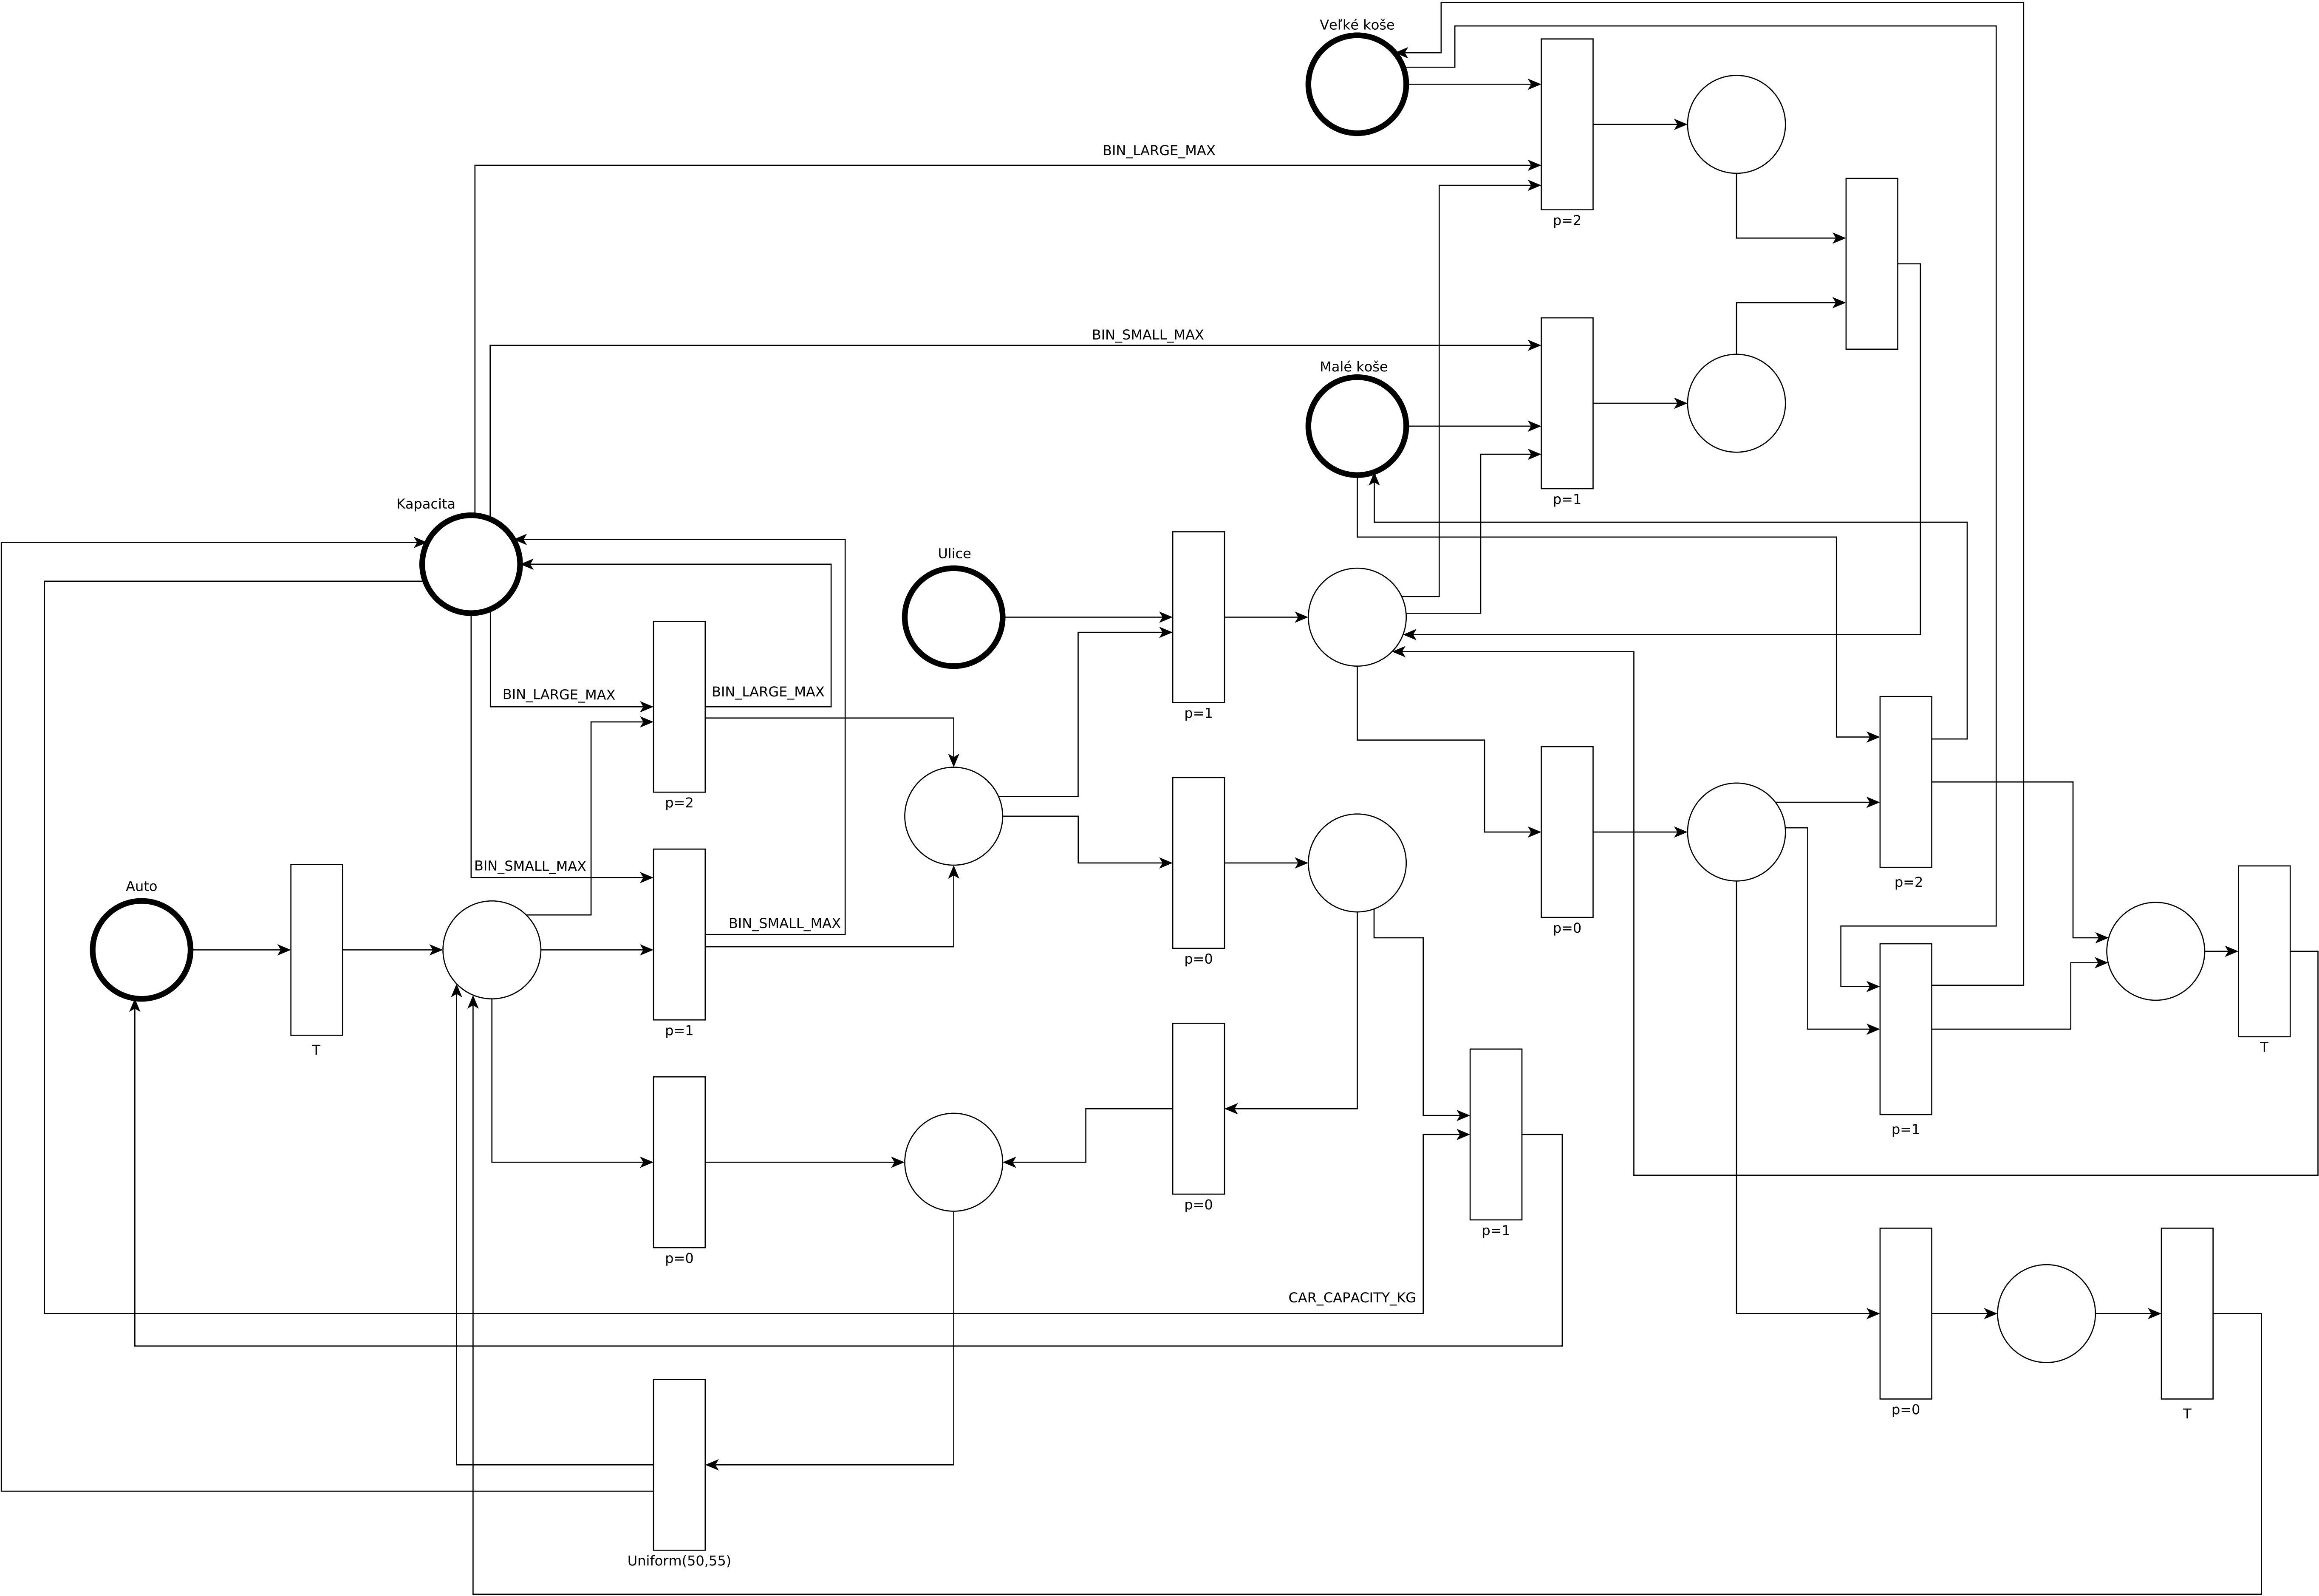 Veľké koše
BIN_LARGE_MAX
p=2
BIN_SMALL_MAX
Malé koše
p=1
Kapacita
Ulice
BIN_LARGE_MAX
BIN_LARGE_MAX
p=1
p=2
BIN_SMALL_MAX
p=2
Auto
BIN_SMALL_MAX
p=0
p=0
p=1
T
T
p=1
p=0
p=1
p=0
CAR_CAPACITY_KG
p=0
T
Uniform(50,55)